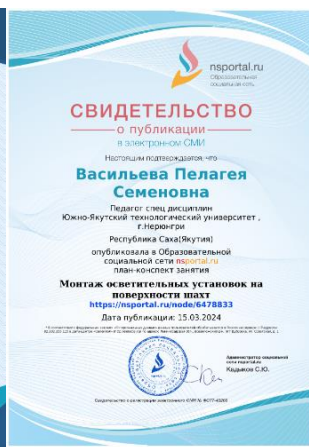 nsportal.ru
Образовательная
социальная сеть
СВИДЕТЕЛЬСТВО
о публикации
в электронном СМИ
Настоящим подтверждается, что
Васильева Пелагея
Семеновна
Педагог спец дисциплин
Южно-Якутский технологический университет ,
г.Нерюнгри
Республика Саха(Якутия)
опубликовала в Образовательной
социальной сети nsportal.ru
план-конспект занятия
Монтаж осветительных установок на
поверхности шахт
https://nsportal.ru/node/6478833
Дата публикации: 15.03.2024
Администратор социальной
сети nsportal.ru
Кадыков С.Ю.